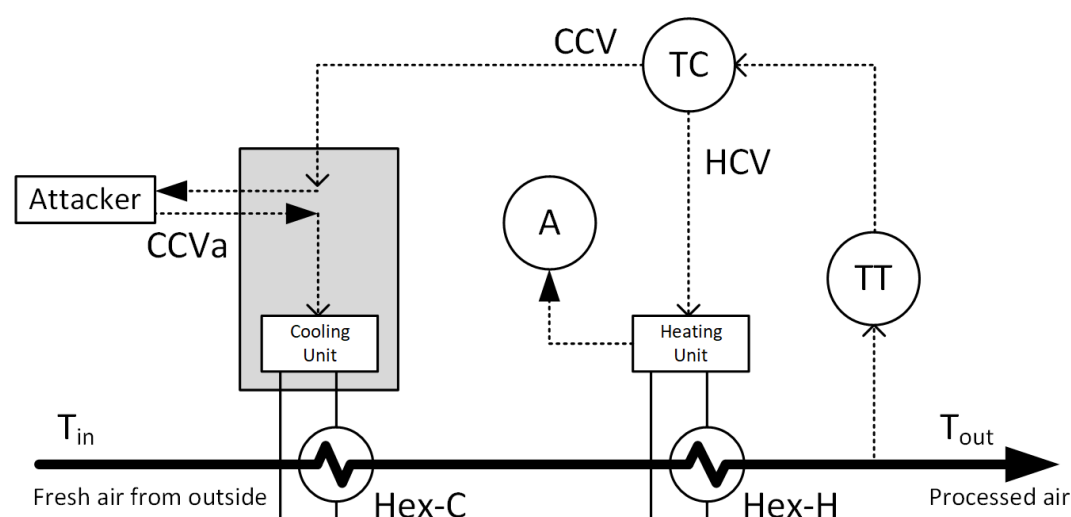 CCV
TC
HCV
Attacker
CCVa
A
TT
Cooling
Unit
Heating
Unit
Tin
Tout
Fresh air from outside
Hex-C
Hex-H
Processed air